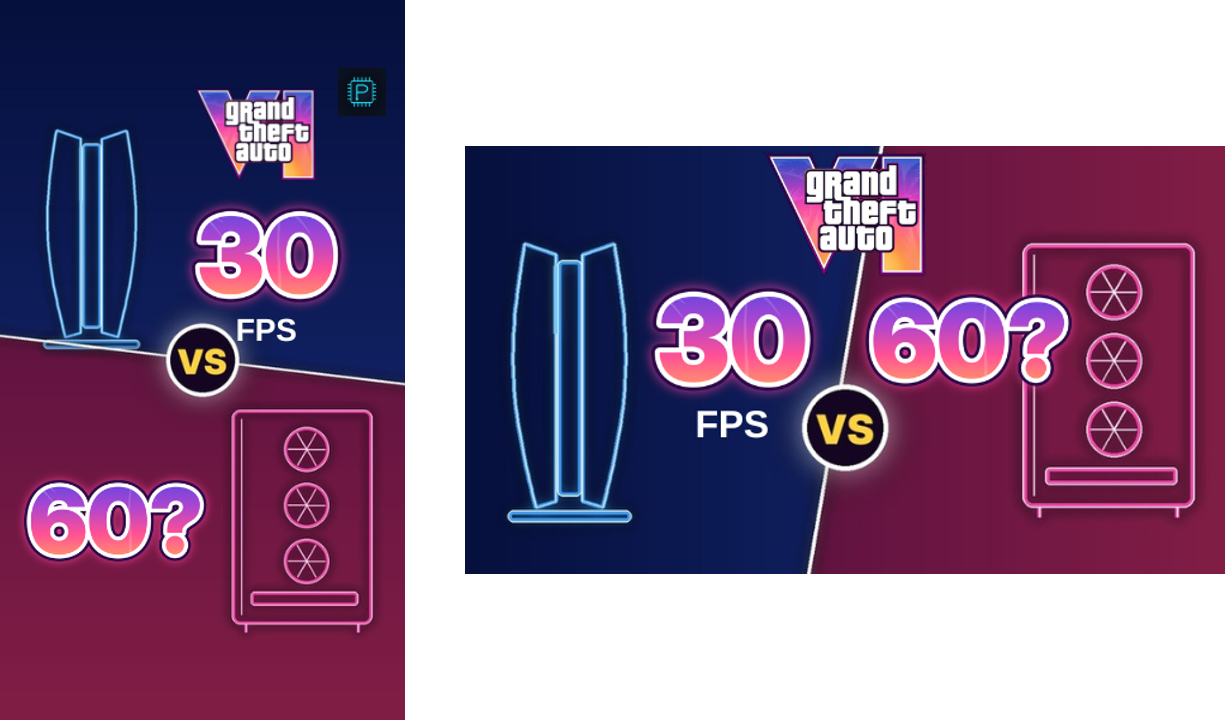 VI
grand
theft
auto
P
30
FPS
VS
60?
VI
grand
theft
auto
30
60?
FPS
VS